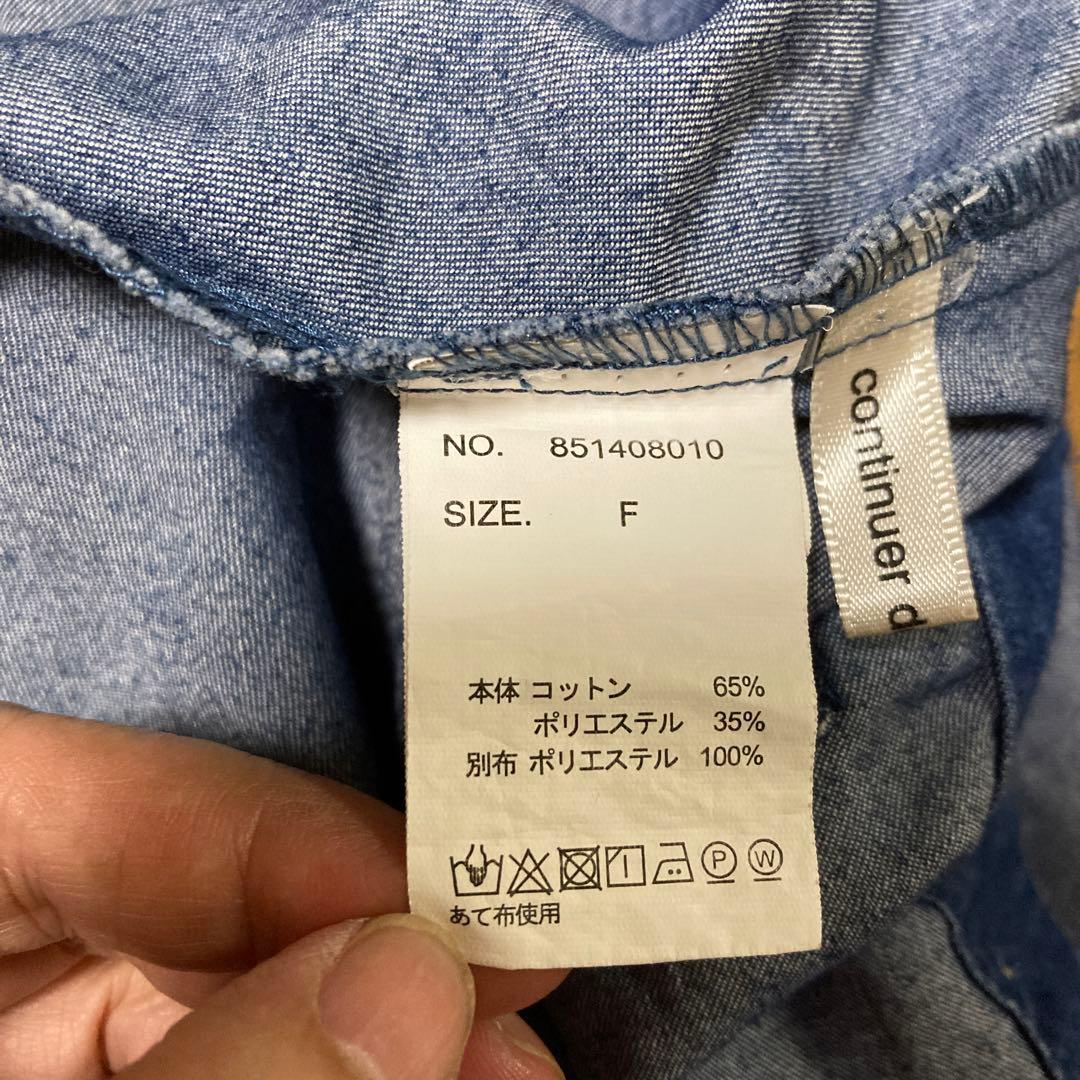 NO. 851408010
SIZE. F
本体 コットン 65%
ポリエステル 35%
別布 ポリエステル 100%
P W
あて布使用
continuer d